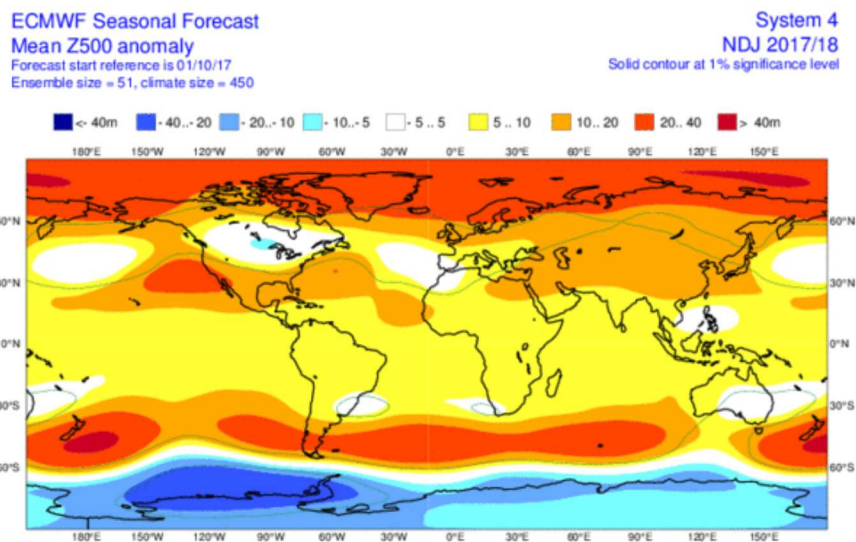 ECMWF Seasonal Forecast
System 4
Mean Z500 anomaly
NDJ 2017/18
Forecast start reference is 01/10/17
Solid contour at 1% significance level
Ensemble size = 51, climate size = 450
<- 40m - 40..- 20 - 20..- 10 - 10..- 5 - 5 .. 5 5 .. 10 10.. 20 20.. 40 > 40m
180°E 150°W 120°W 90°W 60°W 30°W 0°E 30°E 60°E 90°E 120°E 150°E
60°N 60°N
30°N 30°N
0°N 0°N
30°S 30°S
60°S 60°S
180°E 150°W 120°W 90°W 60°W 30°W 0°E 30°E 60°E 90°E 120°E 150°E